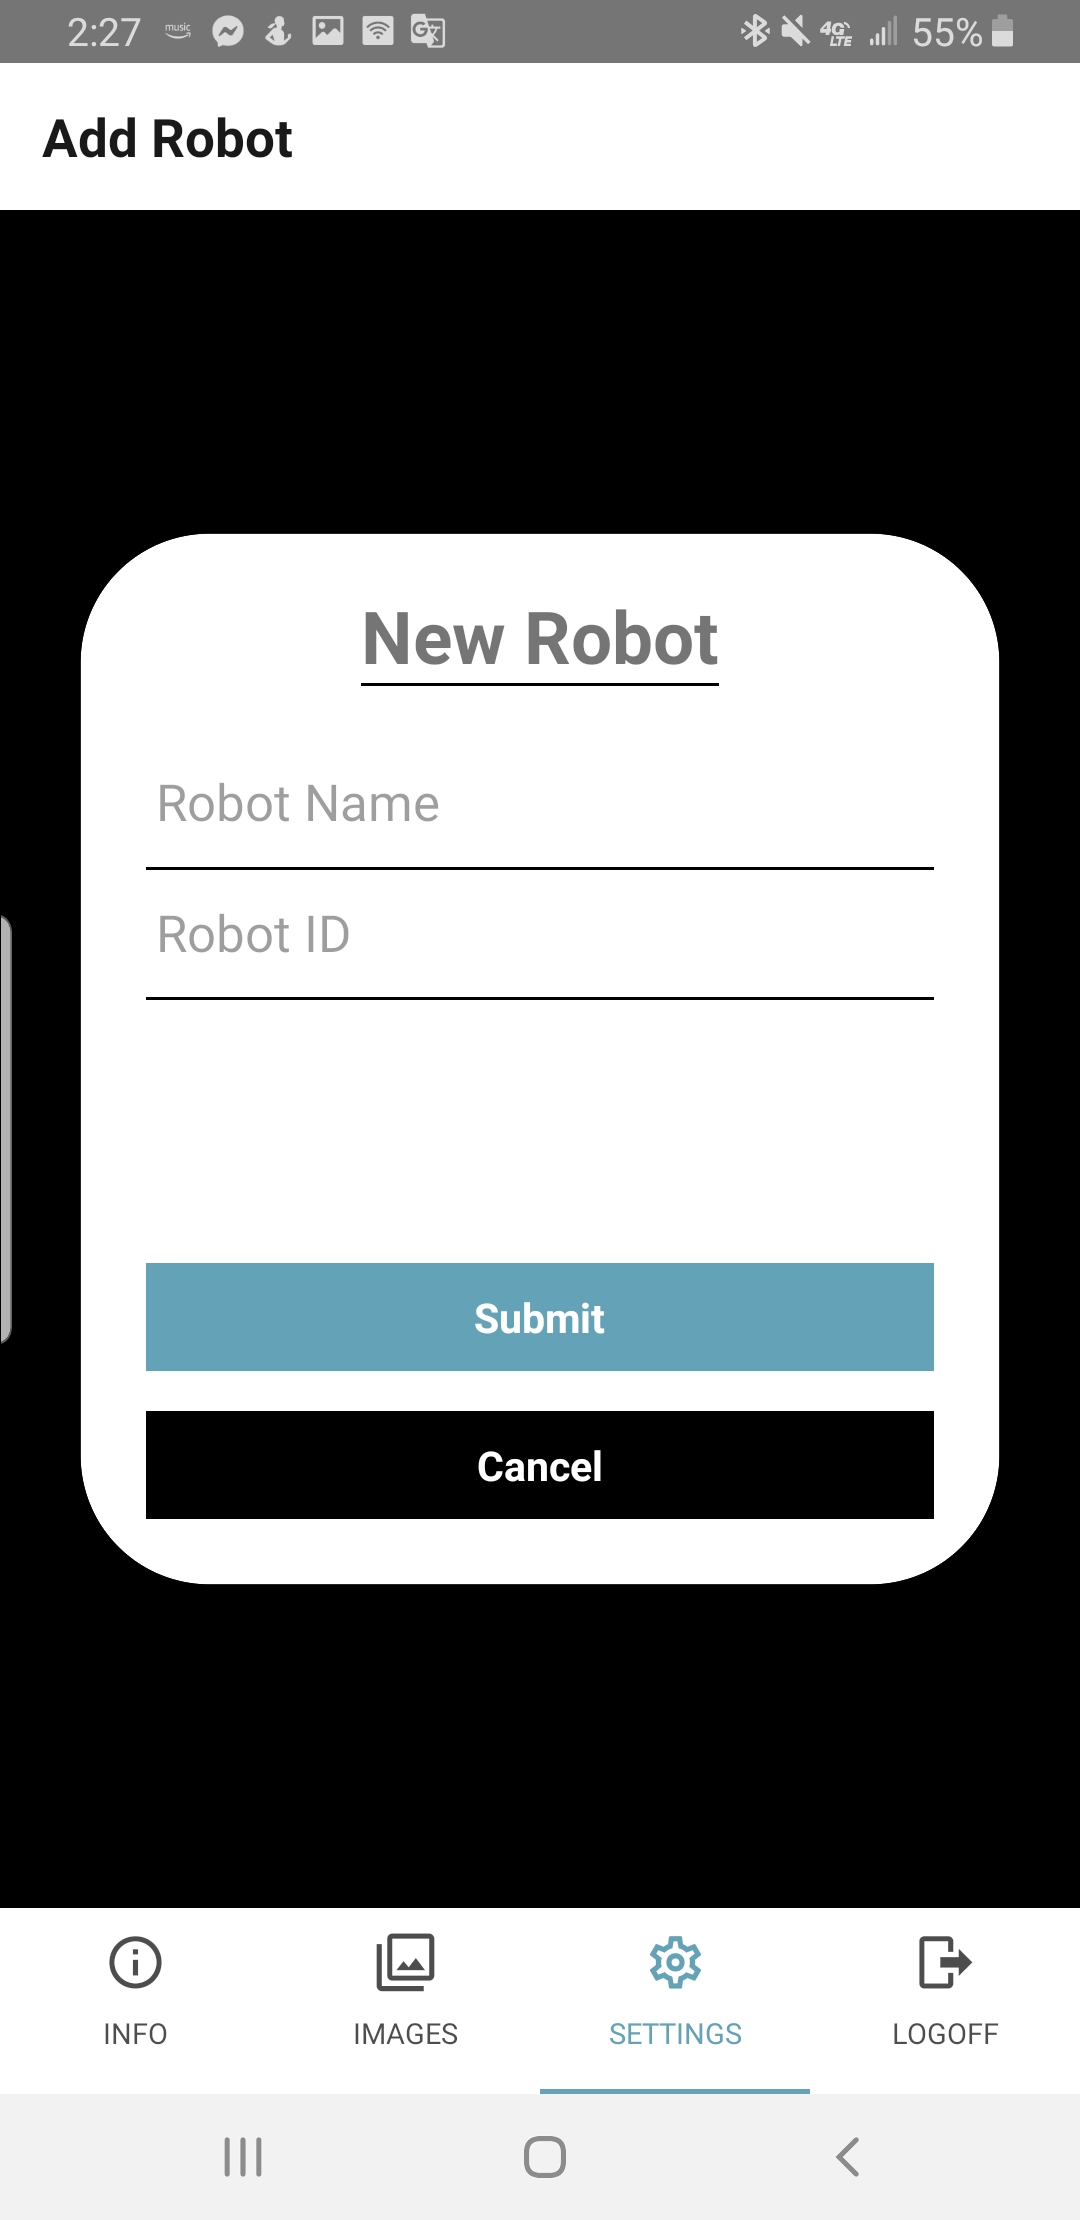 2:27 music 4G LTE 55%
Add Robot
New Robot
Robot Name
Robot ID
Submit
Cancel
INFO IMAGES SETTINGS LOGOFF